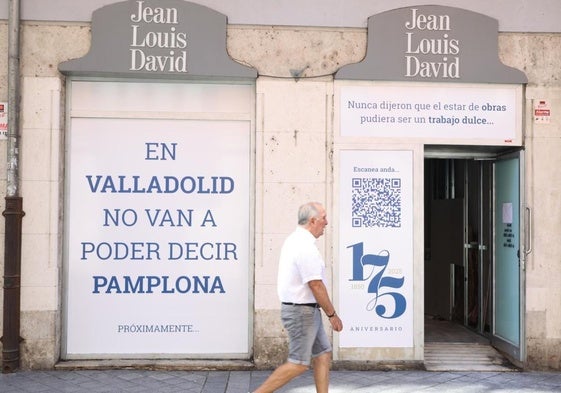 Jean
Louis
David
Jean
Louis
David
EN
VALLADOLID
NO VAN A
PODER DECIR
PAMPLONA
PRÓXIMAMENTE...
Nunca dijeron que el estar de obras
pudiera ser un trabajo dulce...
Escanea anda...
175
1850
2025
ANIVERSARIO